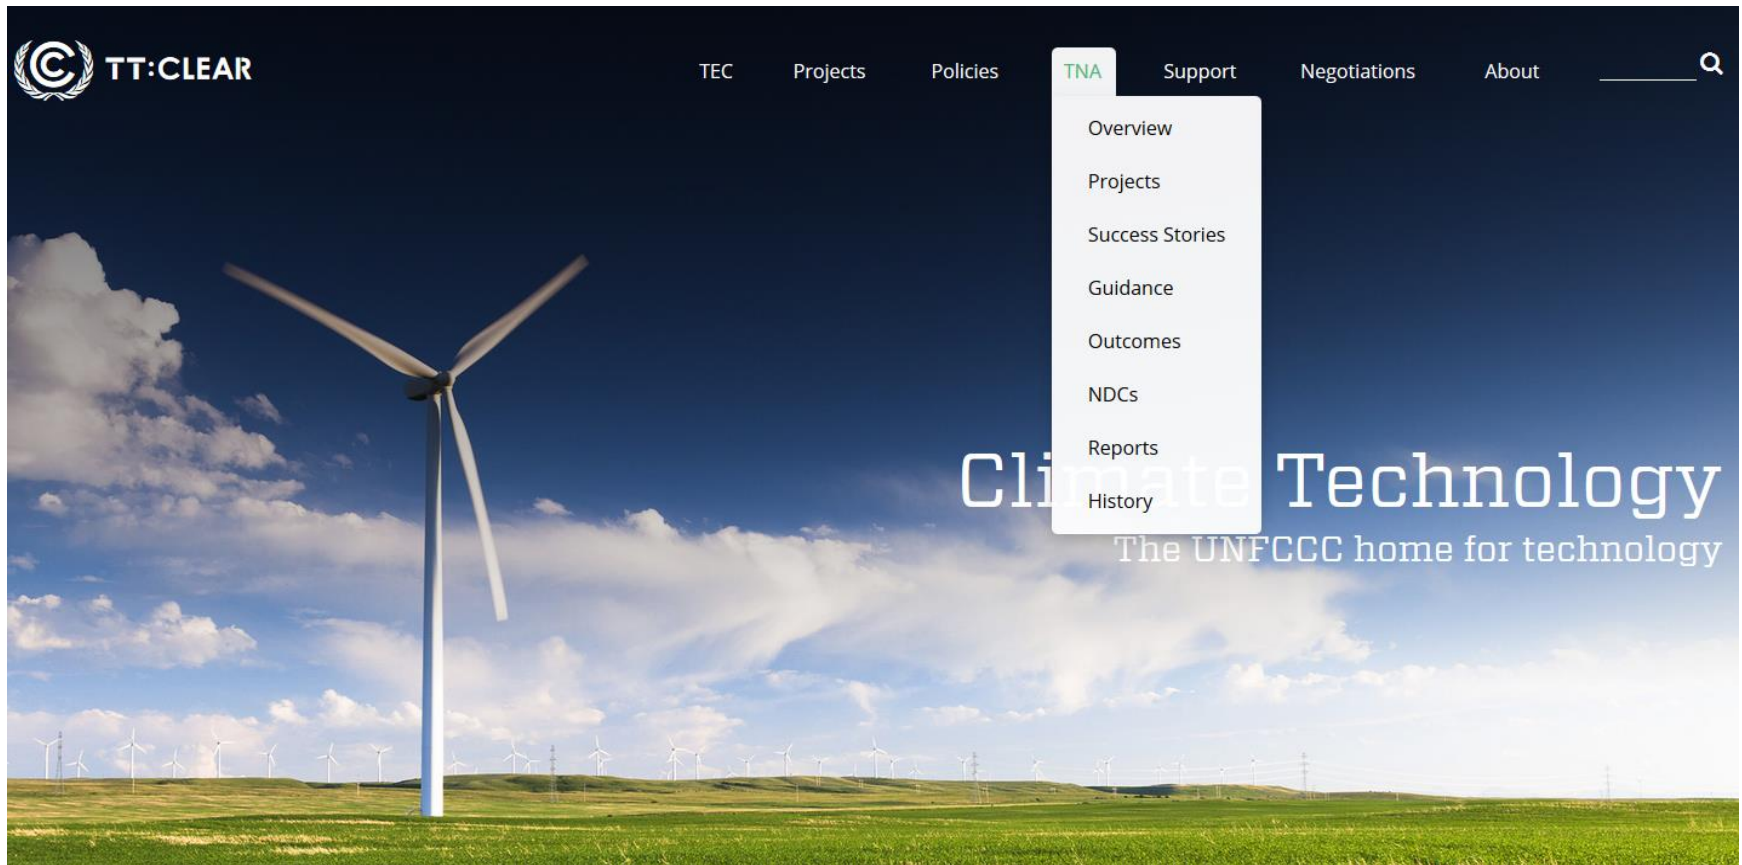 TT:CLEAR
TEC Projects Policies TNA Support Negotiations About
Overview
Projects
Success Stories
Guidance
Outcomes
NDCs
Reports
History
Climate Technology
The UNFCCC home for technology